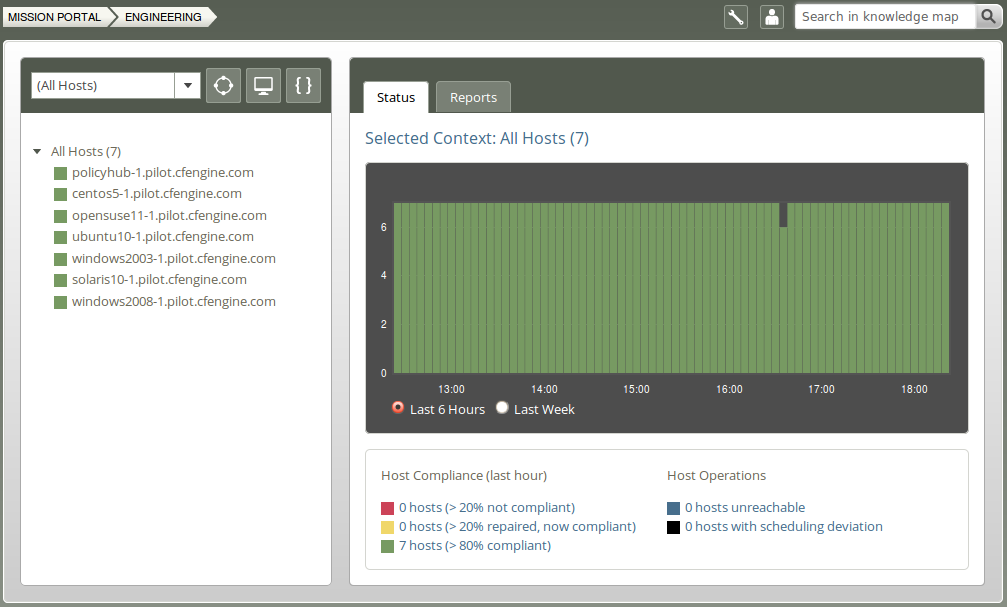 MISSION PORTAL ENGINEERING Search in knowledge map
(All Hosts) { }
All Hosts (7)
policyhub-1.pilot.cfengine.com
centos5-1.pilot.cfengine.com
opensuse11-1.pilot.cfengine.com
ubuntu10-1.pilot.cfengine.com
windows2003-1.pilot.cfengine.com
solaris10-1.pilot.cfengine.com
windows2008-1.pilot.cfengine.com
Status Reports
Selected Context: All Hosts (7)
6
4
2
0
13:00 14:00 15:00 16:00 17:00 18:00
Last 6 Hours Last Week
Host Compliance (last hour)
0 hosts (> 20% not compliant)
0 hosts (> 20% repaired, now compliant)
7 hosts (> 80% compliant)
Host Operations
0 hosts unreachable
0 hosts with scheduling deviation